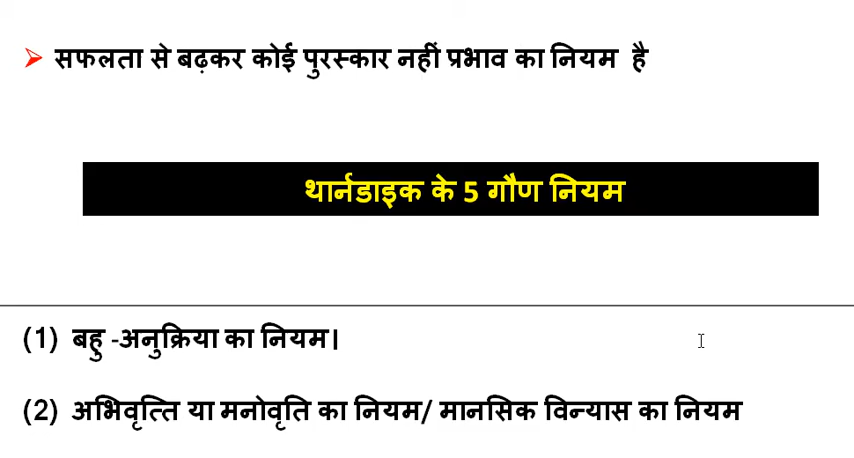 सफलता से बढ़कर कोई पुरस्कार नहीं प्रभाव का नियम है
थार्नडाइक के 5 गौण नियम
(1) बहु -अनुक्रिया का नियम।
(2) अभिवृत्ति या मनोवृति का नियम/ मानसिक विन्यास का नियम